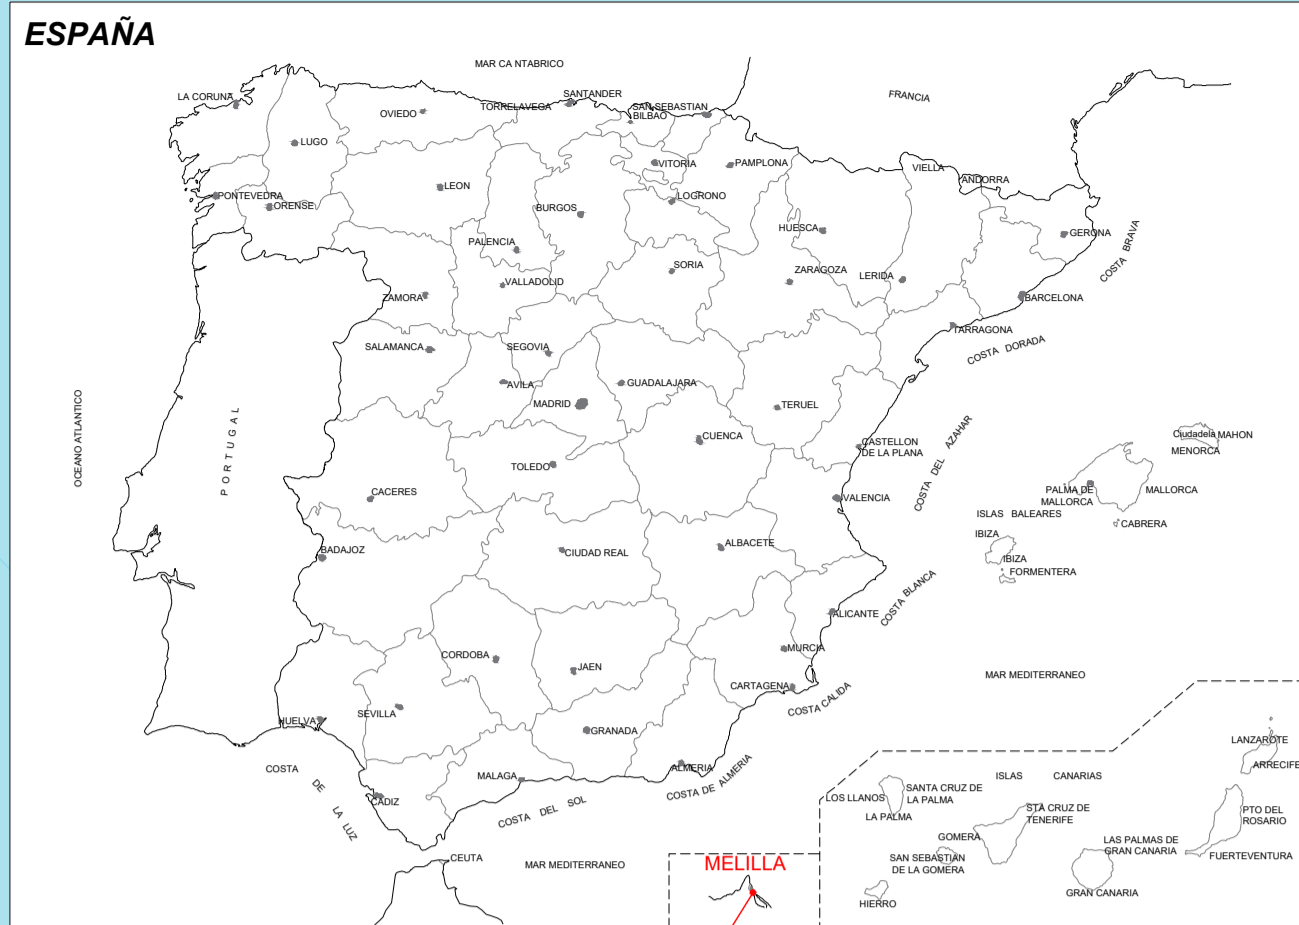 ESPAÑA
MAR CA NTABRICO
LA CORUNA
OVIEDO
TORRELAVEGA
SANTANDER
SAN SEBASTIAN
BILBAO
FRANCIA
LUGO
VITORIA
PAMPLONA
VIELLA
ANDORRA
PONTEVEDRA
ORENSE
LEON
BURGOS
LOGRONO
HUESCA
GERONA
COSTA BRAVA
PALENCIA
SORIA
ZARAGOZA
LERIDA
VALLADOLID
ZAMORA
BARCELONA
TARRAGONA
COSTA DORADA
SALAMANCA
SEGOVIA
AVILA
GUADALAJARA
MADRID
TERUEL
OCEANO ATLANTICO
PORTUGAL
CUENCA
CASTELLON
DE LA PLANA
COSTA DEL AZAHAR
Ciudadela MAHON
MENORCA
TOLEDO
CACERES
VALENCIA
PALMA DE
MALLORCA
MALLORCA
ISLAS BALEARES
CABRERA
IBIZA
IBIZA
FORMENTERA
BADAJOZ
CIUDAD REAL
ALBACETE
COSTA BLANCA
ALICANTE
CORDOBA
JAEN
MURCIA
CARTAGENA
COSTA CALIDA
MAR MEDITERRANEO
HUELVA
SEVILLA
GRANADA
ALMERIA
COSTA DE ALMERIA
MALAGA
COSTA DEL SOL
COSTA DE LA LUZ
CADIZ
CEUTA
MAR MEDITERRANEO
MELILLA
LANZAROTE
ARRECIFE
ISLAS CANARIAS
LOS LLANOS
SANTA CRUZ DE
LA PALMA
LA PALMA
STA CRUZ DE
TENERIFE
PTO DEL
ROSARIO
GOMERA
SAN SEBASTIAN
DE LA GOMERA
LAS PALMAS DE
GRAN CANARIA
FUERTEVENTURA
HIERRO
GRAN CANARIA